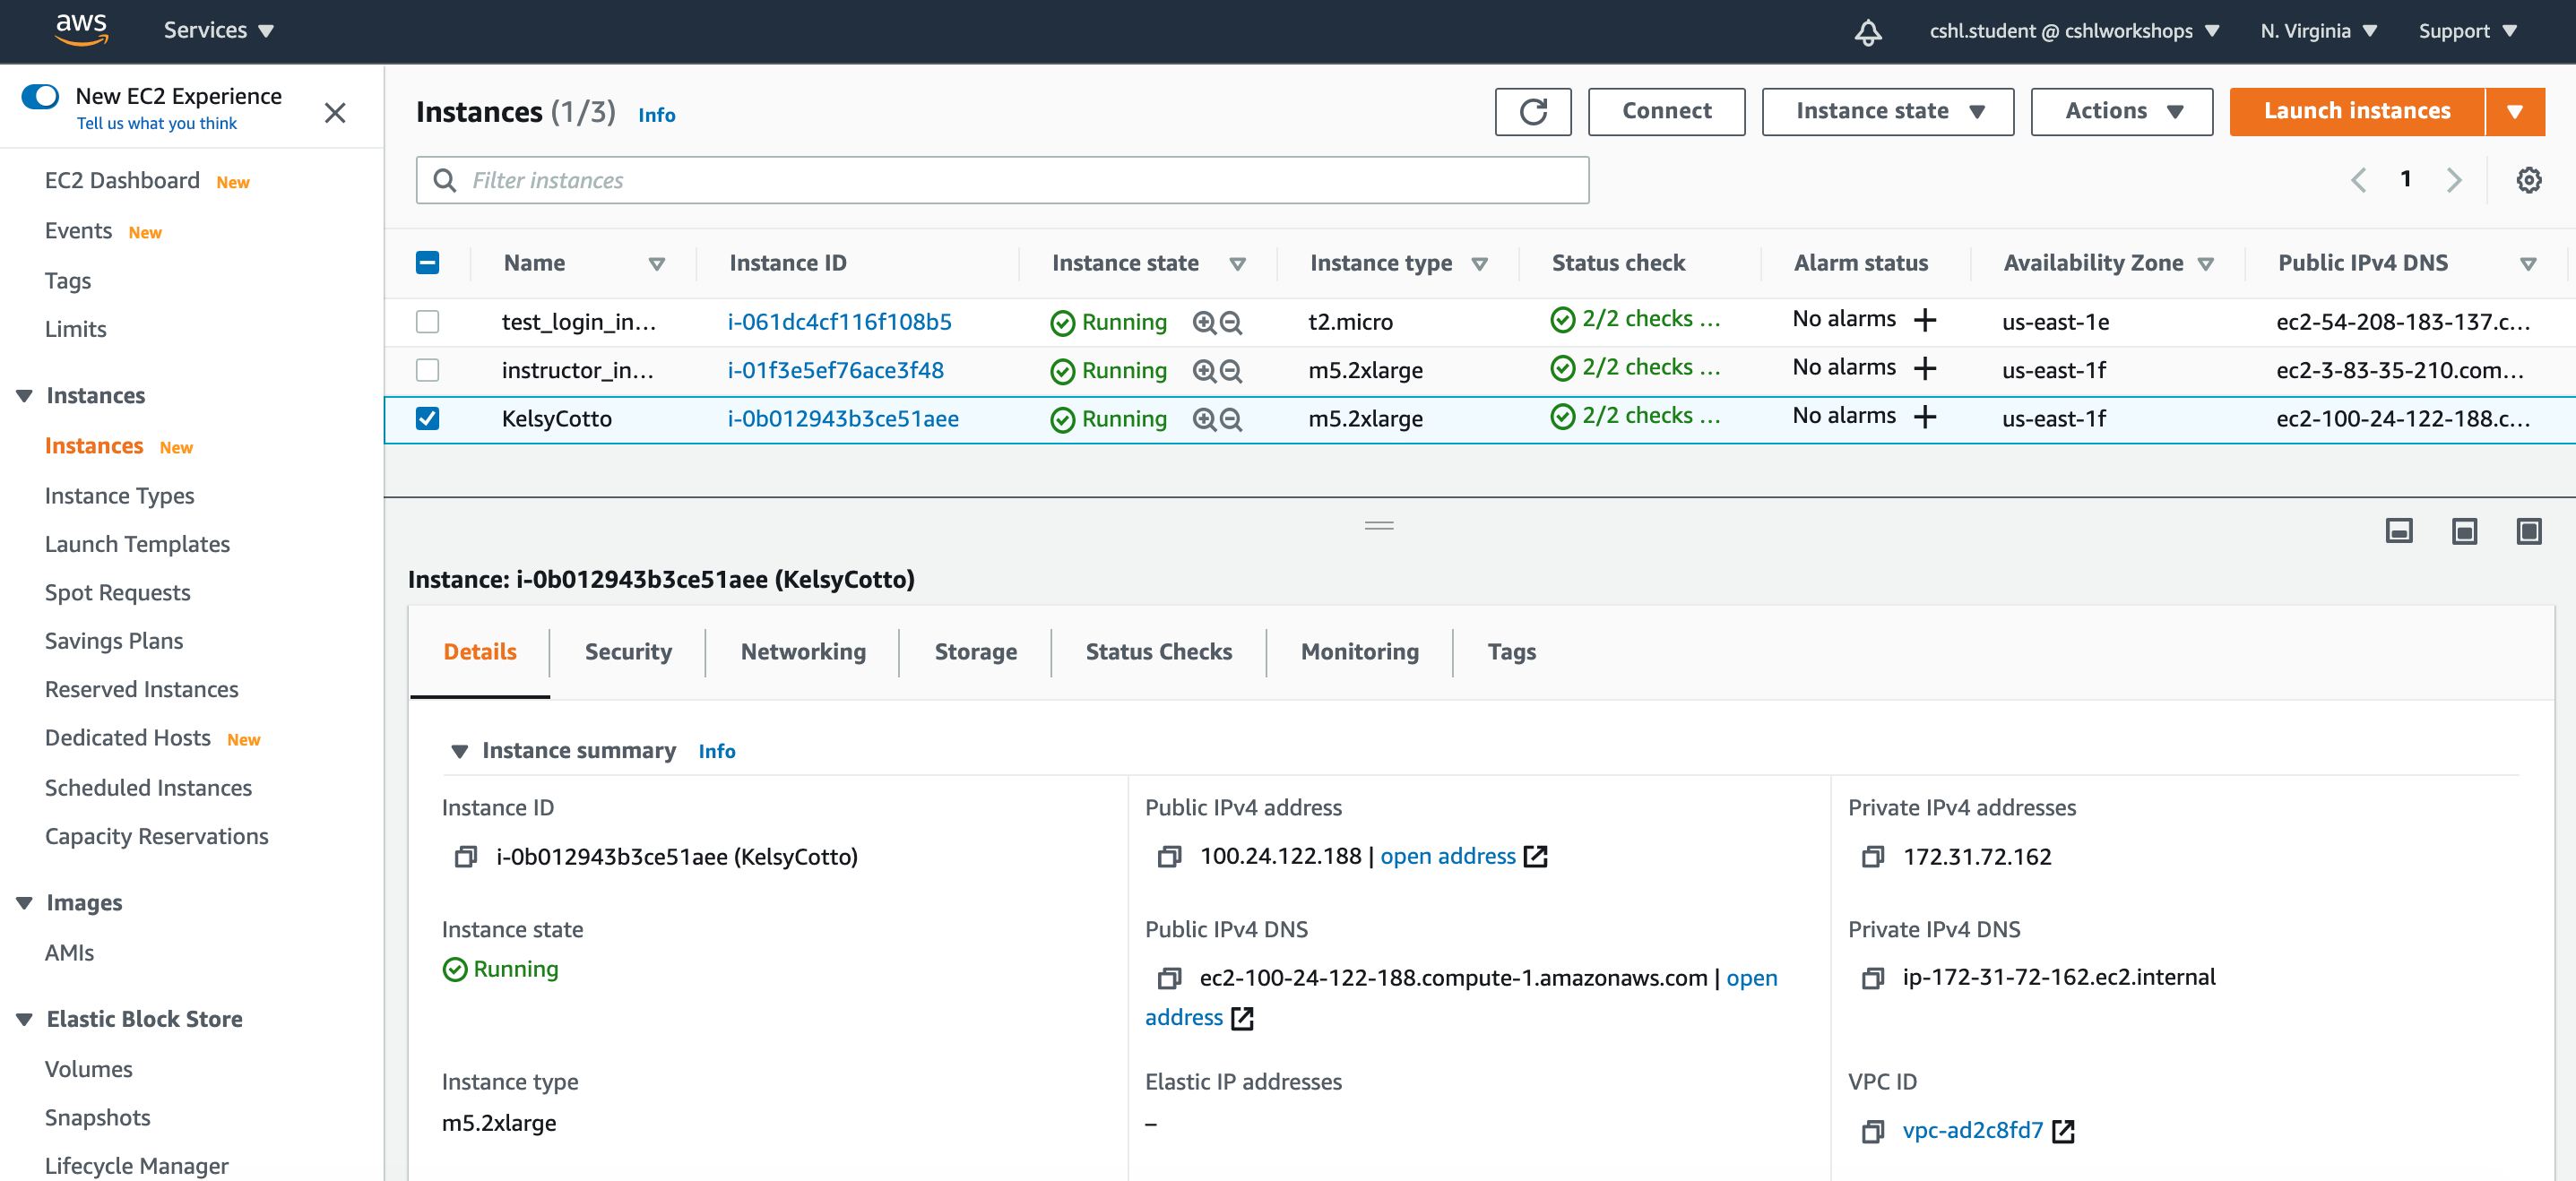 aws
Services
cshl.student @ cshlworkshops
N. Virginia
Support
New EC2 Experience
Tell us what you think
EC2 Dashboard New
Events New
Tags
Limits
Instances
Instances New
Instance Types
Launch Templates
Spot Requests
Savings Plans
Reserved Instances
Dedicated Hosts New
Scheduled Instances
Capacity Reservations
Images
AMIs
Elastic Block Store
Volumes
Snapshots
Lifecycle Manager
Instances (1/3) Info
Connect
Instance state
Actions
Launch instances
Filter instances
1
Name Instance ID Instance state Instance type Status check Alarm status Availability Zone Public IPv4 DNS
test_login_in... i-061dc4cf116f108b5 Running t2.micro 2/2 checks ... No alarms + us-east-1e ec2-54-208-183-137.c...
instructor_in... i-01f3e5ef76ace3f48 Running m5.2xlarge 2/2 checks ... No alarms + us-east-1f ec2-3-83-35-210.com...
KelsyCotto i-0b012943b3ce51aee Running m5.2xlarge 2/2 checks ... No alarms + us-east-1f ec2-100-24-122-188.c...
Instance: i-0b012943b3ce51aee (KelsyCotto)
Details Security Networking Storage Status Checks Monitoring Tags
Instance summary Info
Instance ID
i-0b012943b3ce51aee (KelsyCotto)
Public IPv4 address
100.24.122.188 | open address
Private IPv4 addresses
172.31.72.162
Instance state
Running
Public IPv4 DNS
ec2-100-24-122-188.compute-1.amazonaws.com | open
address
Private IPv4 DNS
ip-172-31-72-162.ec2.internal
Instance type
m5.2xlarge
Elastic IP addresses
–
VPC ID
vpc-ad2c8fd7